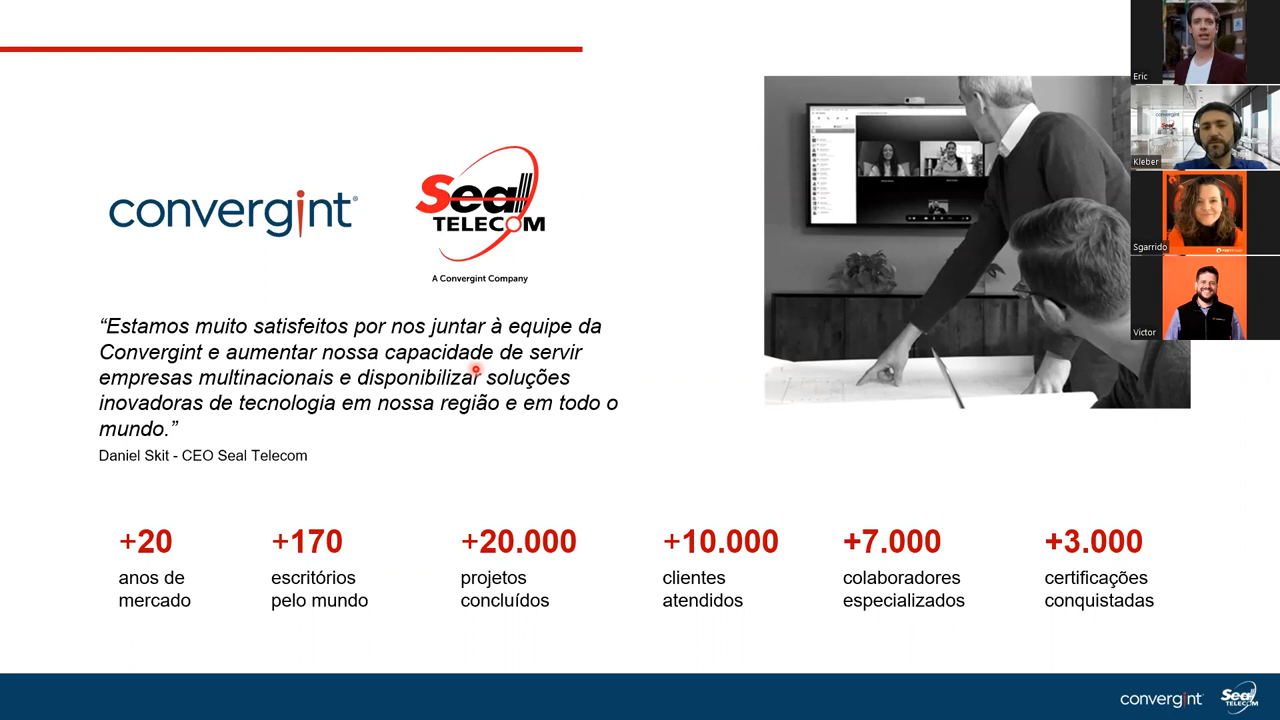 convergint
Seal
TELECOM
A Convergint Company
“Estamos muito satisfeitos por nos juntar à equipe da
Convergint e aumentar nossa capacidade de servir
empresas multinacionais e disponibilizar soluções
inovadoras de tecnologia em nossa região e em todo o
mundo.”
Daniel Skit - CEO Seal Telecom
+20
anos de
mercado
+170
escritórios
pelo mundo
+20.000
projetos
concluídos
+10.000
clientes
atendidos
+7.000
colaboradores
especializados
+3.000
certificações
conquistadas
Eric
convergint
Seal
Kleber
Sgarrido
Victor
convergint
Seal
TELECOM